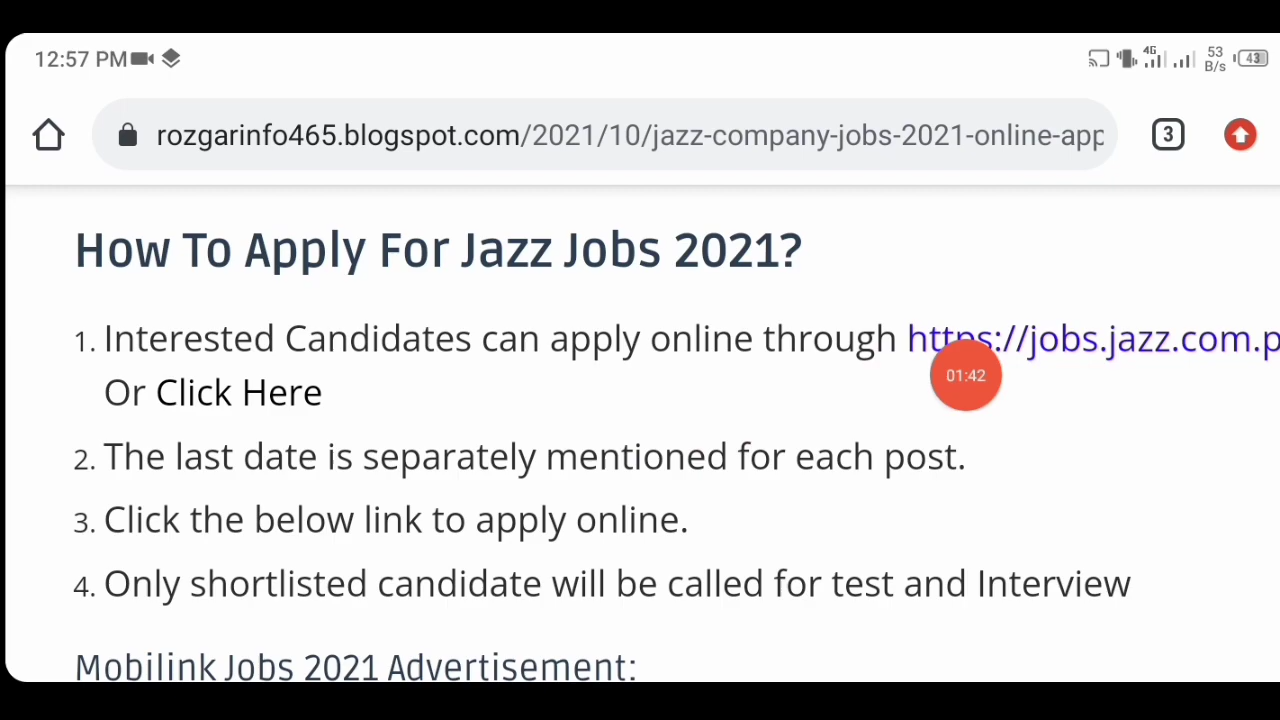 12:57 PM
4G
53
B/s
43
rozgarinfo465.blogspot.com/2021/10/jazz-company-jobs-2021-online-app
3
How To Apply For Jazz Jobs 2021?
1. Interested Candidates can apply online through https://jobs.jazz.com.p
01:42
Or Click Here
2. The last date is separately mentioned for each post.
3. Click the below link to apply online.
4. Only shortlisted candidate will be called for test and Interview
Mobilink Jobs 2021 Advertisement: